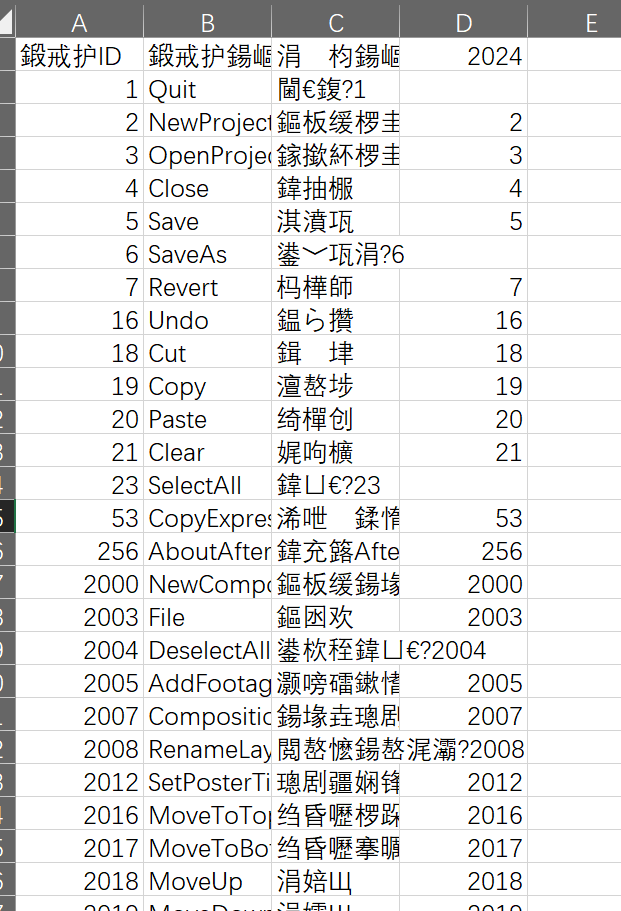 A B C D E
鍛戒护ID 鍛戒护鍚嶇 涓 枃鍚嶇 2024
1 Quit 閫€鍑?1
2 NewProject 鏂板缓椤圭 2
3 OpenProje 鎵撳紑椤圭 3
4 Close 鍏抽棴 4
5 Save 淇濆瓨 5
6 SaveAs 鍙﹀瓨涓?6
7 Revert 杩樺師 7
16 Undo 鎾ら攢 16
18 Cut 鍓 垏 18
19 Copy 澶嶅埗 19
20 Paste 绮樿创 20
21 Clear 娓呴櫎 21
23 SelectAll 鍏ㄩ€?23
53 CopyExpres 浠呭 鍒惰 53
256 AboutAfter 鍏充簬Afte 256
2000 NewCompo 鏂板缓鍚堟 2000
2003 File 鏂囦欢 2003
2004 DeselectAll 鍙栨秷鍏ㄩ€?2004
2005 AddFootag 娣诲姞绱犳 2005
2007 Compositio 鍚堟垚璁剧 2007
2008 RenameLay 閲嶅懡鍚嶅浘灞?2008
2012 SetPosterTi 璁剧疆娴锋 2012
2016 MoveToTop 绉昏嚦椤跺 2016
2017 MoveToBo 绉昏嚦搴曢 2017
2018 MoveUp 涓婄Щ 2018